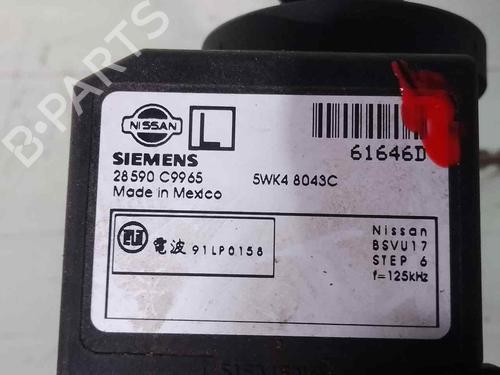 B-PARTS
NISSAN
L
SIEMENS
28590 C9965
Made in Mexico
5WK4 8043C
61646D
電波 91LP0158
Nissan
BSVU17
STEP 6
f=125kHz